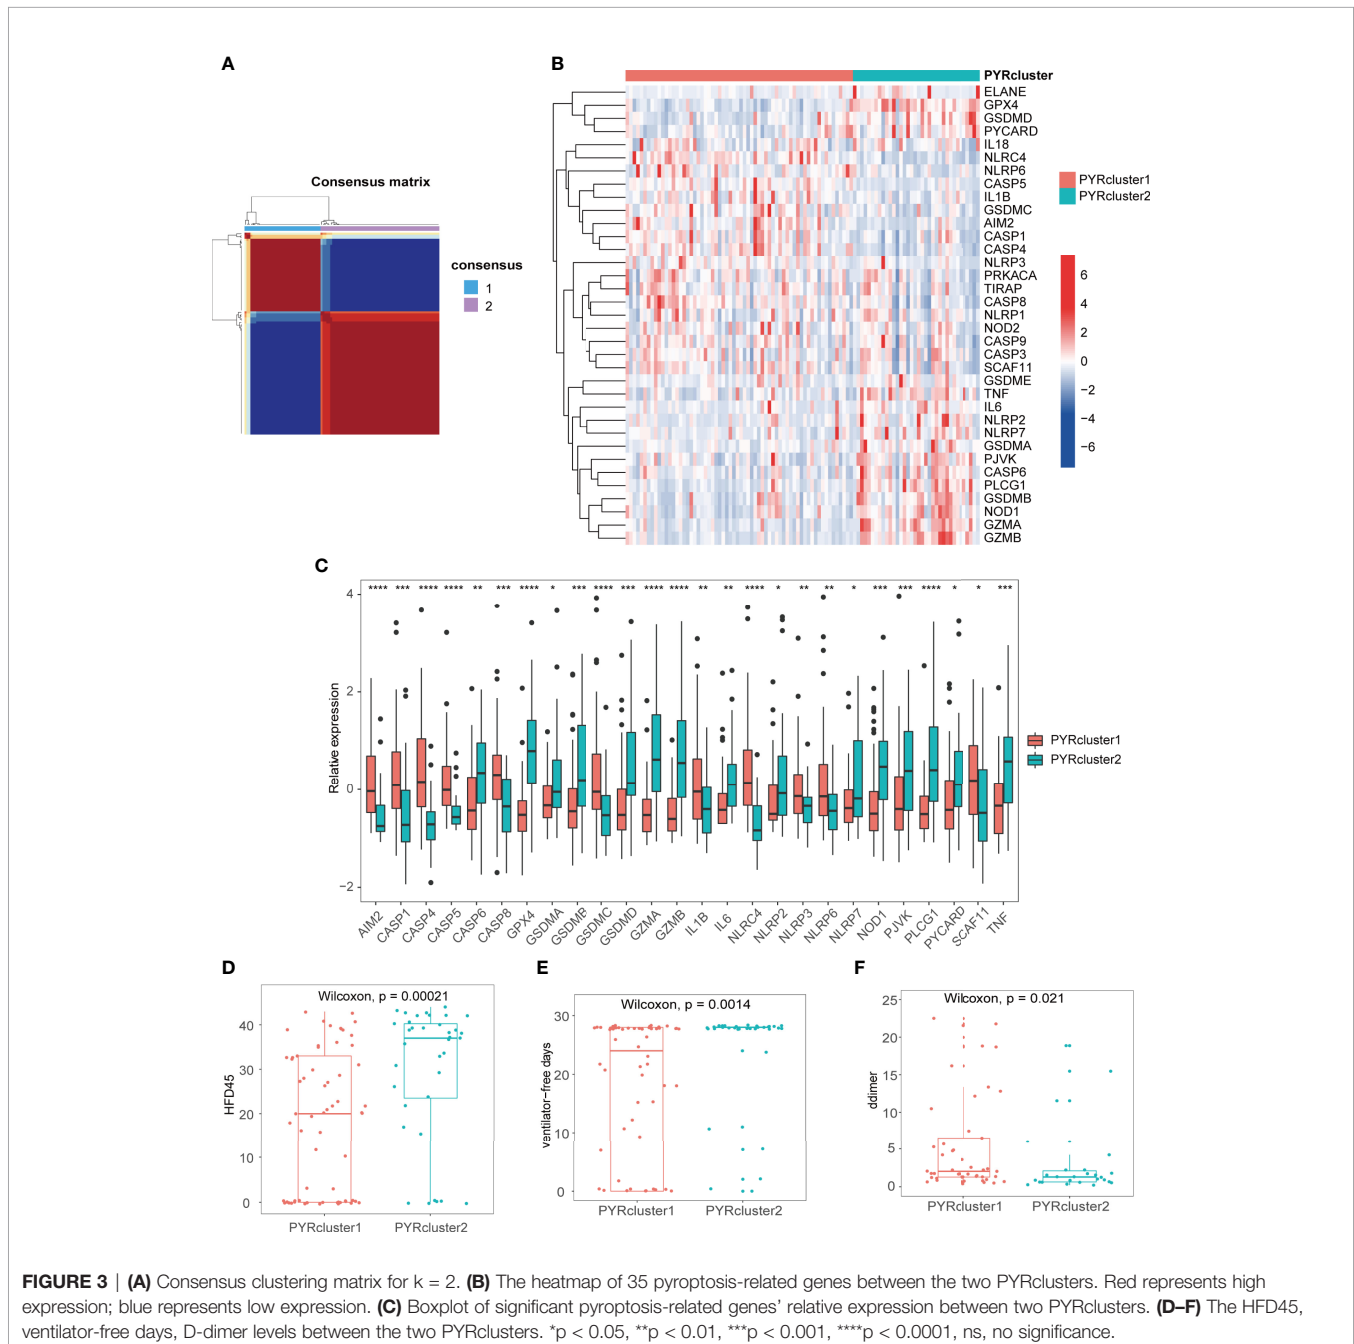 A
Consensus matrix
consensus
1
2
B
PYRcluster
ELANE
GPX4
GSDMD
PYCARD
IL18
NLRC4
NLRP6
CASP5
IL1B
GSDMC
AIM2
CASP1
CASP4
NLRP3
PRKACA
TIRAP
CASP8
NLRP1
NOD2
CASP9
CASP3
SCAF11
GSDME
TNF
IL6
NLRP2
NLRP7
GSDMA
PJVK
CASP6
PLCG1
GSDMB
NOD1
GZMA
GZMB
PYRcluster1
PYRcluster2
6
4
2
0
−2
−4
−6
C
**** *** **** **** ** *** **** * *** **** *** **** **** ** ** **** * ** ** * *** *** **** * * ***
Relative expression
4
2
0
−2
AIM2 CASP1 CASP4 CASP5 CASP6 CASP8 GPX4 GSDMA GSDMB GSDMC GSDMD GZMA GZMB IL1B IL6 NLRC4 NLRP2 NLRP3 NLRP6 NLRP7 NOD1 PJVK PLCG1 PYCARD SCAF11 TNF
PYRcluster1
PYRcluster2
D
Wilcoxon, p = 0.00021
HFD45
40
30
20
10
0
PYRcluster1 PYRcluster2
E
Wilcoxon, p = 0.0014
ventilator−free days
30
20
10
0
PYRcluster1 PYRcluster2
F
Wilcoxon, p = 0.021
ddimer
25
20
15
10
5
0
PYRcluster1 PYRcluster2
FIGURE 3 | (A) Consensus clustering matrix for k = 2. (B) The heatmap of 35 pyroptosis-related genes between the two PYRclusters. Red represents high
expression; blue represents low expression. (C) Boxplot of significant pyroptosis-related genes’ relative expression between two PYRclusters. (D–F) The HFD45,
ventilator-free days, D-dimer levels between the two PYRclusters. *p < 0.05, **p < 0.01, ***p < 0.001, ****p < 0.0001, ns, no significance.